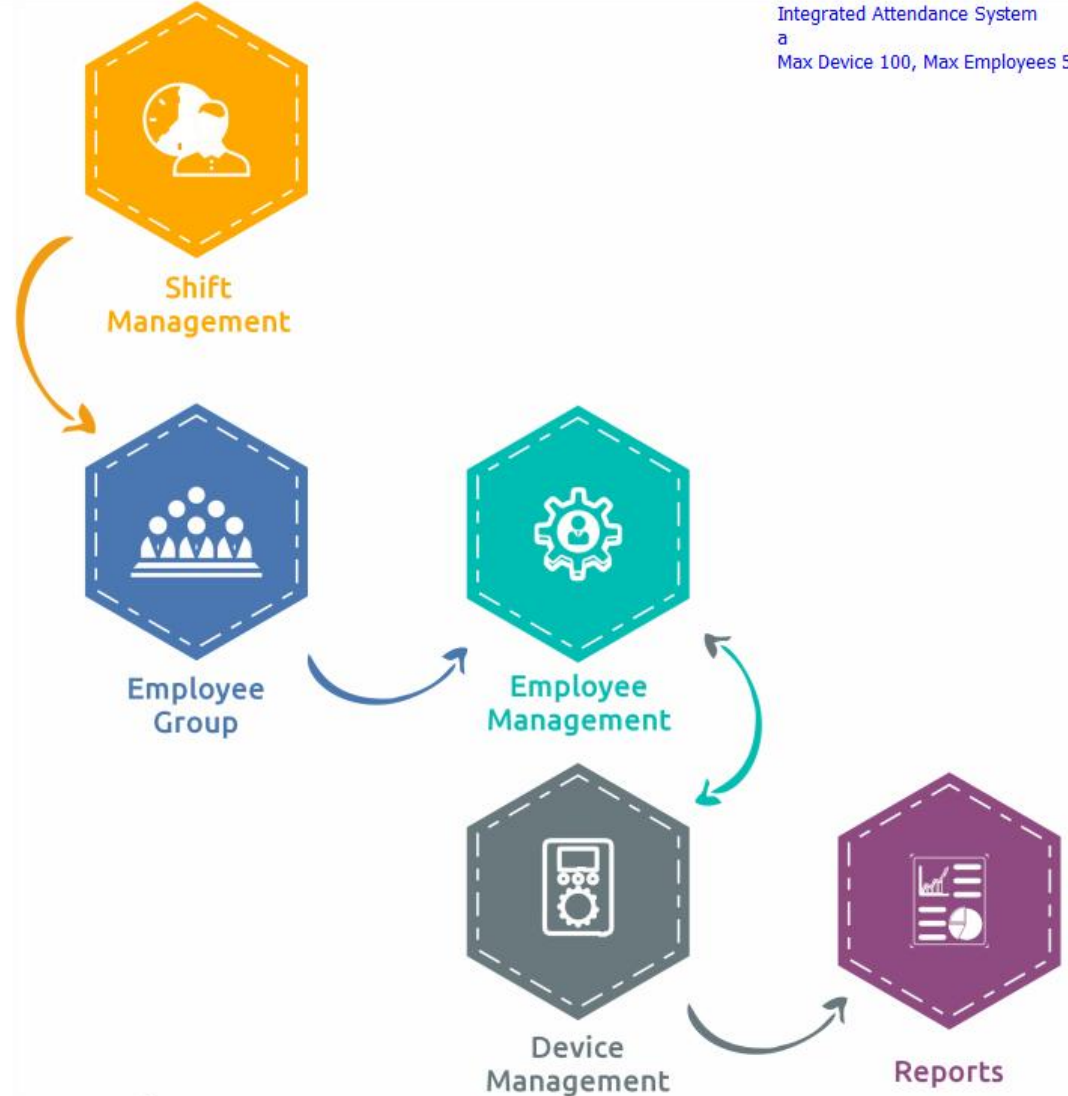 Integrated Attendance System
a
Max Device 100, Max Employees 5
Shift
Management
Employee
Group
Employee
Management
Device
Management
Reports